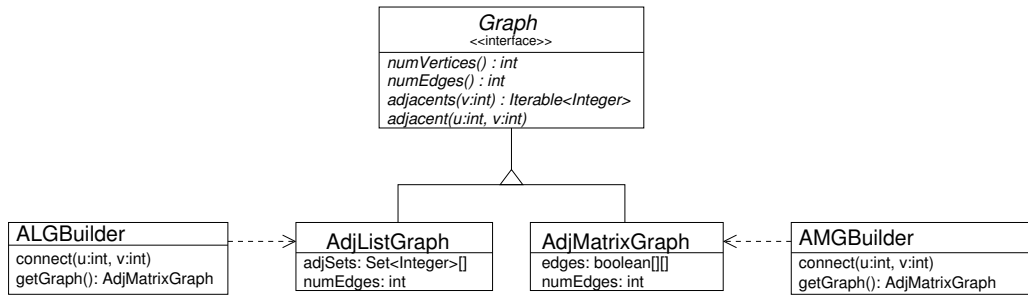 Graph
<<interface>>
numVertices() : int
numEdges() : int
adjacents(v:int) : Iterable<Integer>
adjacent(u:int, v:int)
ALGBuilder
connect(u:int, v:int)
getGraph(): AdjMatrixGraph
AdjListGraph
adjSets: Set<Integer>[]
numEdges: int
AdjMatrixGraph
edges: boolean[][]
numEdges: int
AMGBuilder
connect(u:int, v:int)
getGraph(): AdjMatrixGraph